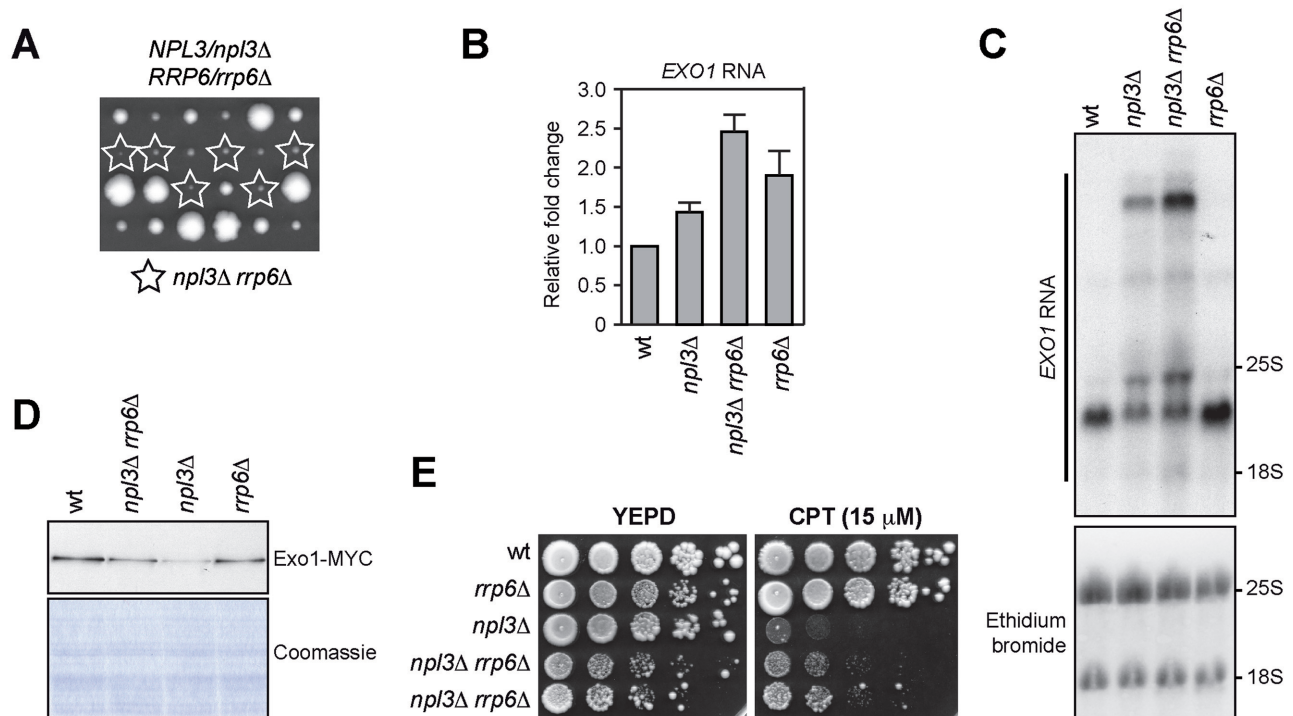 A
NPL3/npl3Δ
RRP6/rrp6Δ
npl3Δ rrp6Δ
B
EXO1 RNA
Relative fold change
3.0
2.5
2.0
1.5
1.0
0.5
0
wt
npl3Δ
npl3Δ rrp6Δ
rrp6Δ
C
wt
npl3Δ
npl3Δ rrp6Δ
rrp6Δ
EXO1 RNA
25S
18S
Ethidium
bromide
25S
18S
D
wt
npl3Δ rrp6Δ
npl3Δ
rrp6Δ
Exo1-MYC
Coomassie
E
YEPD
CPT (15 μM)
wt
rrp6Δ
npl3Δ
npl3Δ rrp6Δ
npl3Δ rrp6Δ